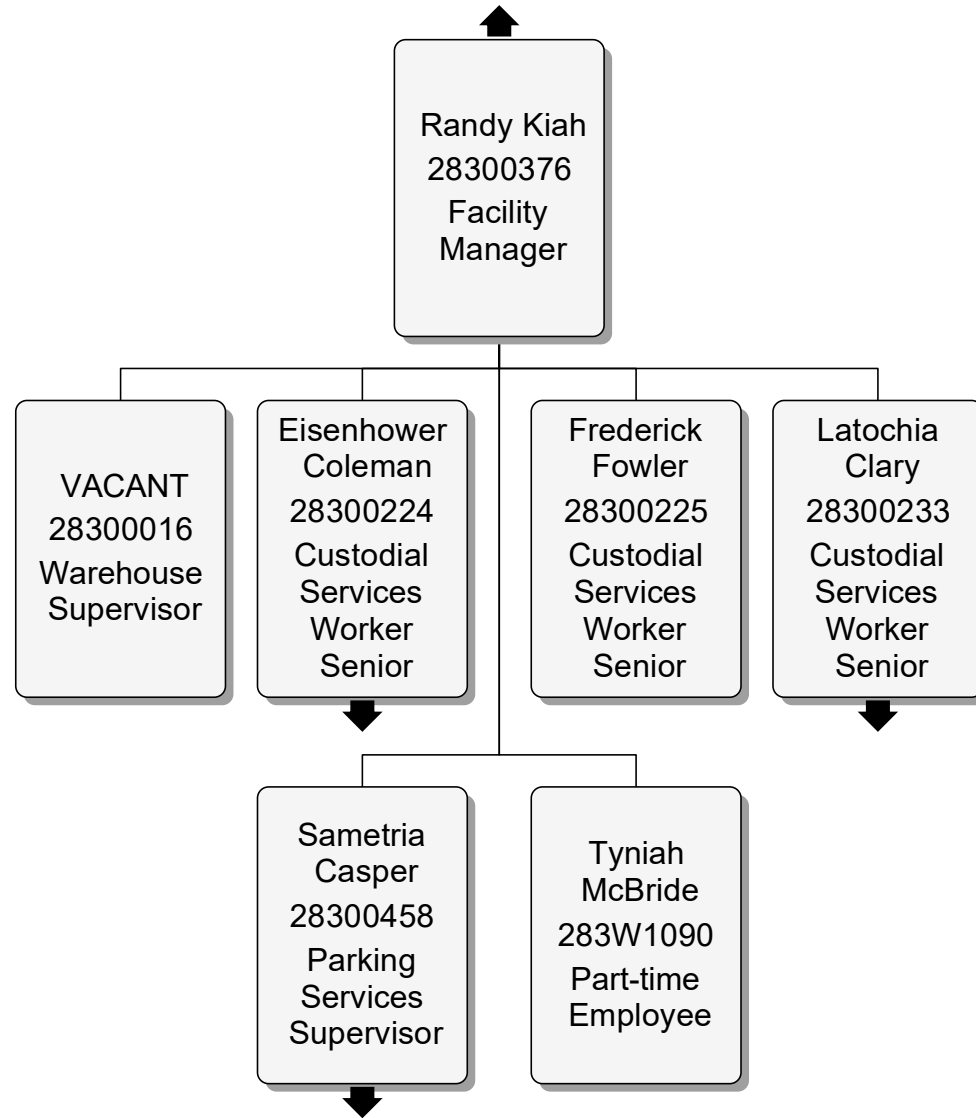 Randy Kiah
28300376
Facility
Manager
VACANT
28300016
Warehouse
Supervisor
Eisenhower
Coleman
28300224
Custodial
Services
Worker
Senior
Frederick
Fowler
28300225
Custodial
Services
Worker
Senior
Latochia
Clary
28300233
Custodial
Services
Worker
Senior
Sametria
Casper
28300458
Parking
Services
Supervisor
Tyniah
McBride
283W1090
Part-time
Employee